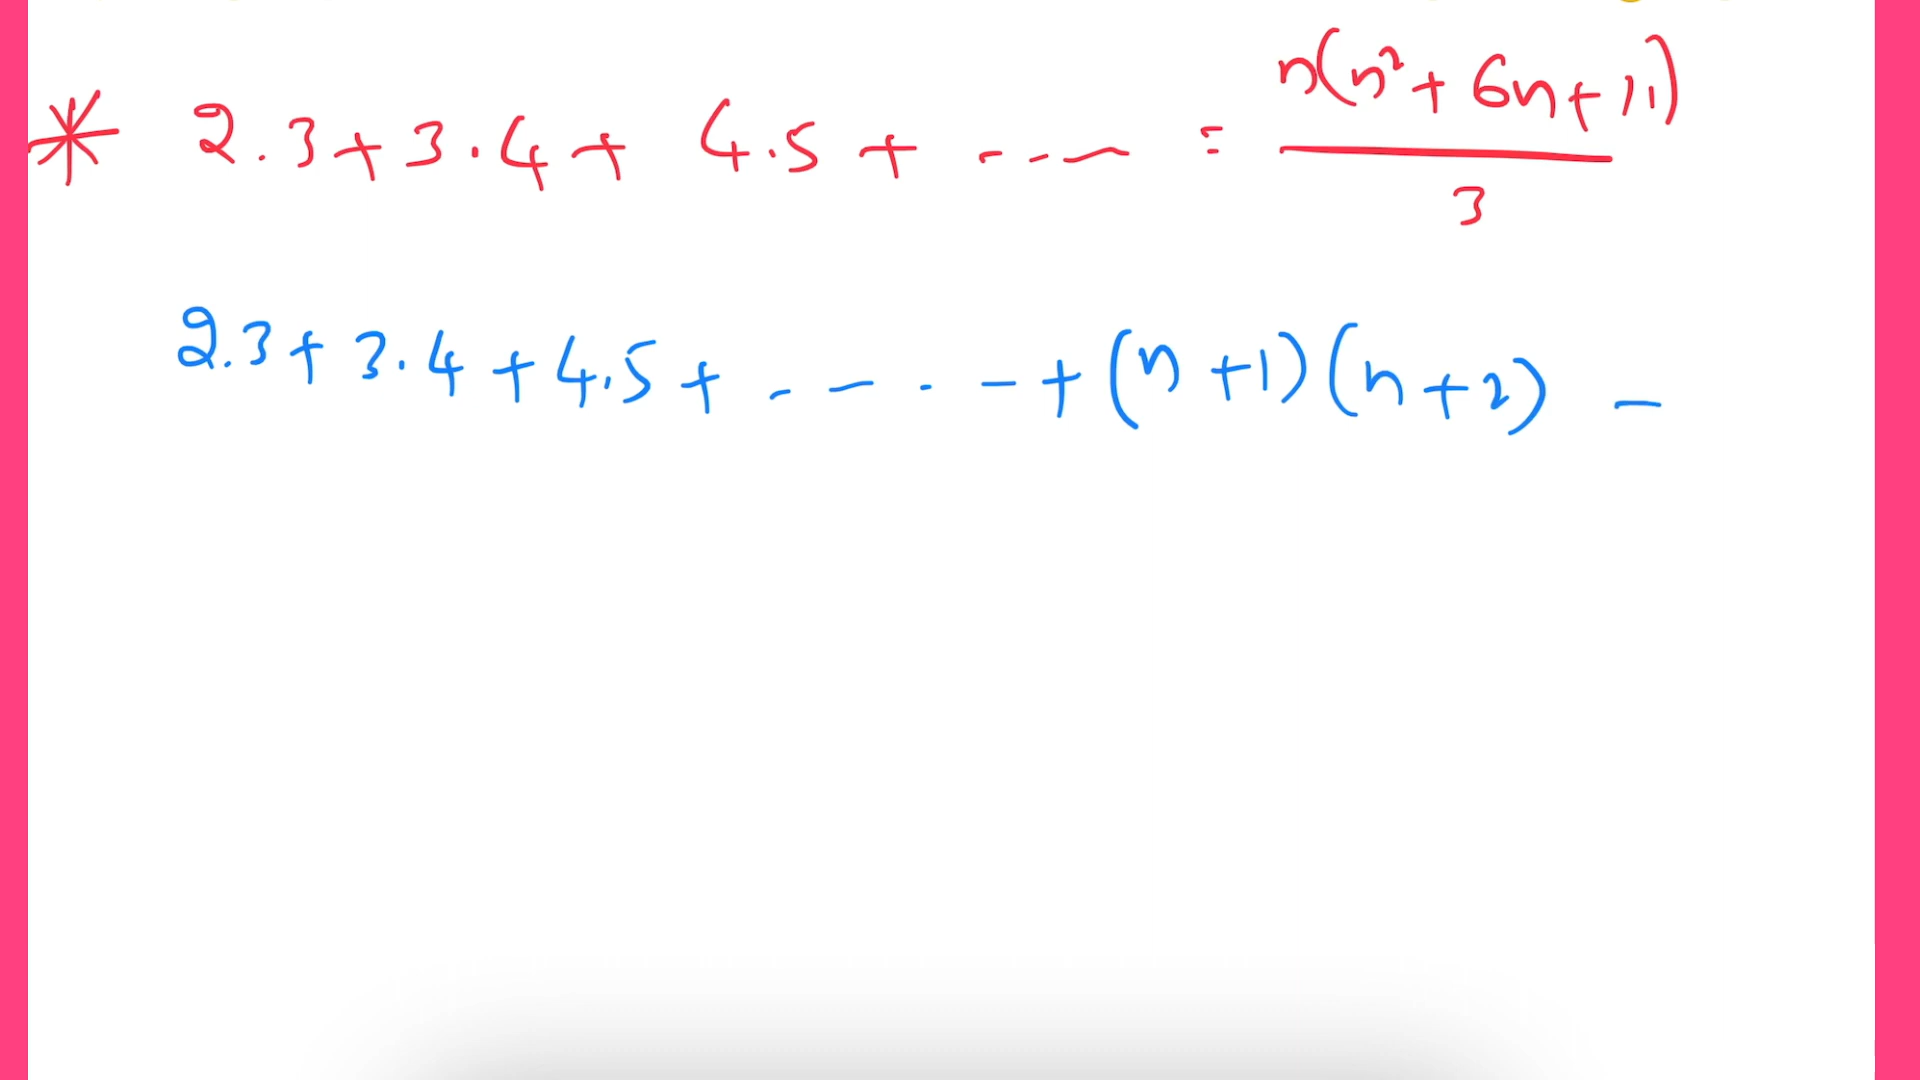 * 2.3 + 3.4 + 4.5 + ---- = n(n² + 6n + 11) / 3
2.3 + 3.4 + 4.5 + - - - - + (n + 1)(n + 2) -